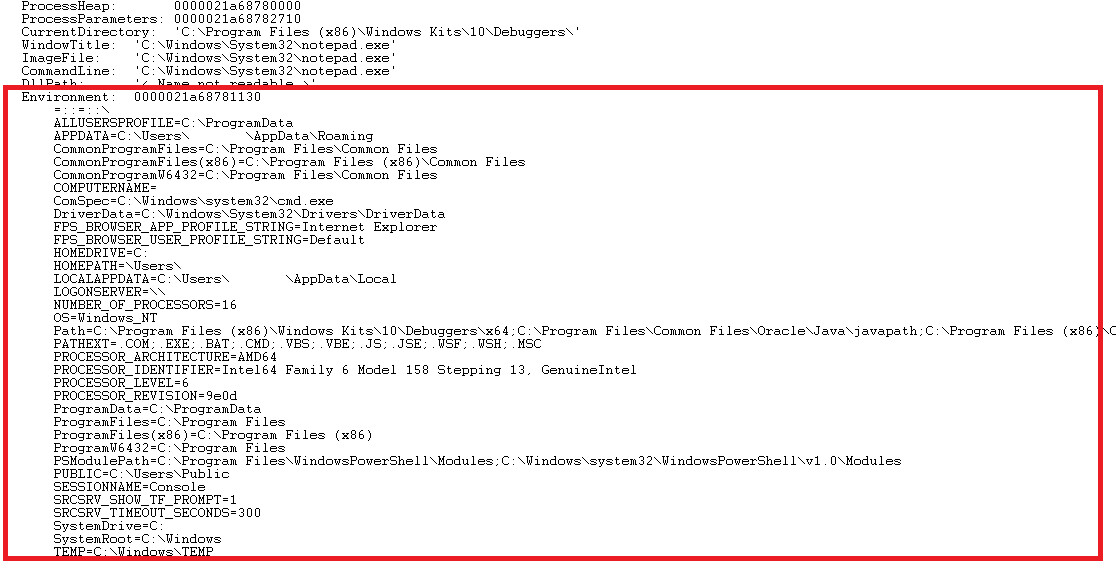 ProcessHeap:       0000021a68780000
ProcessParameters: 0000021a68782710
CurrentDirectory:  'C:\Program Files (x86)\Windows Kits\10\Debuggers\'
WindowTitle:  'C:\Windows\System32\notepad.exe'
ImageFile:    'C:\Windows\System32\notepad.exe'
CommandLine:  'C:\Windows\System32\notepad.exe'
DllPath:      '< Name not readable >'
Environment:  0000021a68781130
=::=::\
ALLUSERSPROFILE=C:\ProgramData
APPDATA=C:\Users\       \AppData\Roaming
CommonProgramFiles=C:\Program Files\Common Files
CommonProgramFiles(x86)=C:\Program Files (x86)\Common Files
CommonProgramW6432=C:\Program Files\Common Files
COMPUTERNAME=
ComSpec=C:\Windows\system32\cmd.exe
DriverData=C:\Windows\System32\Drivers\DriverData
FPS_BROWSER_APP_PROFILE_STRING=Internet Explorer
FPS_BROWSER_USER_PROFILE_STRING=Default
HOMEDRIVE=C:
HOMEPATH=\Users\
LOCALAPPDATA=C:\Users\       \AppData\Local
LOGONSERVER=\\
NUMBER_OF_PROCESSORS=16
OS=Windows_NT
Path=C:\Program Files (x86)\Windows Kits\10\Debuggers\x64;C:\Program Files\Common Files\Oracle\Java\javapath;C:\Program Files (x86)\C
PATHEXT=.COM;.EXE;.BAT;.CMD;.VBS;.VBE;.JS;.JSE;.WSF;.WSH;.MSC
PROCESSOR_ARCHITECTURE=AMD64
PROCESSOR_IDENTIFIER=Intel64 Family 6 Model 158 Stepping 13, GenuineIntel
PROCESSOR_LEVEL=6
PROCESSOR_REVISION=9e0d
ProgramData=C:\ProgramData
ProgramFiles=C:\Program Files
ProgramFiles(x86)=C:\Program Files (x86)
ProgramW6432=C:\Program Files
PSModulePath=C:\Program Files\WindowsPowerShell\Modules;C:\Windows\system32\WindowsPowerShell\v1.0\Modules
PUBLIC=C:\Users\Public
SESSIONNAME=Console
SRCSRV_SHOW_TF_PROMPT=1
SRCSRV_TIMEOUT_SECONDS=300
SystemDrive=C:
SystemRoot=C:\Windows
TEMP=C:\Windows\TEMP